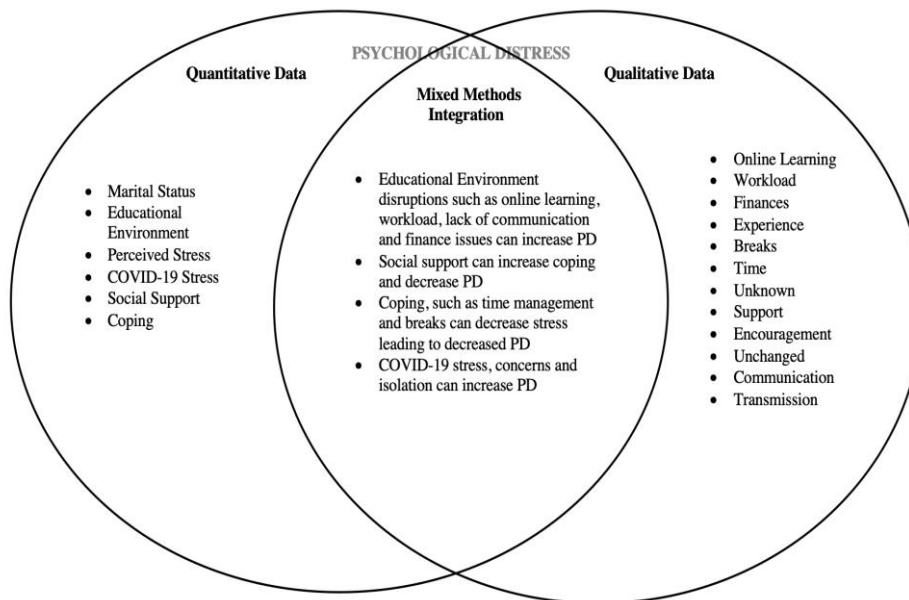 PSYCHOLOGICAL DISTRESS
Quantitative Data
Qualitative Data
Mixed Methods
Integration
• Marital Status
• Educational
Environment
• Perceived Stress
• COVID-19 Stress
• Social Support
• Coping
• Educational Environment
disruptions such as online learning,
workload, lack of communication
and finance issues can increase PD
• Social support can increase coping
and decrease PD
• Coping, such as time management
and breaks can decrease stress
leading to decreased PD
• COVID-19 stress, concerns and
isolation can increase PD
• Online Learning
• Workload
• Finances
• Experience
• Breaks
• Time
• Unknown
• Support
• Encouragement
• Unchanged
• Communication
• Transmission